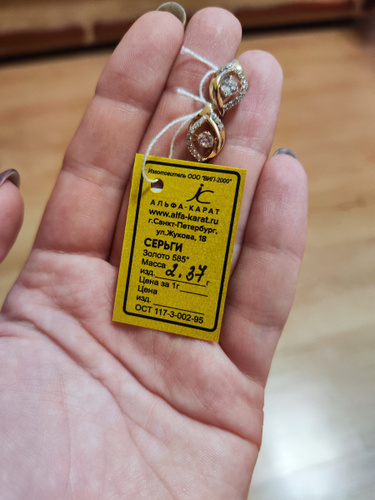 Изготовитель ООО "ВИП-2000"
АЛЬФА-КАРАТ
www.alfa-karat.ru
г.Санкт-Петербург,
ул.Жукова, 18
СЕРЬГИ
Золото 585°
Масса
изд. 2.37 г
Цена за 1г
Цена
изд.
ОСТ 117-3-002-95